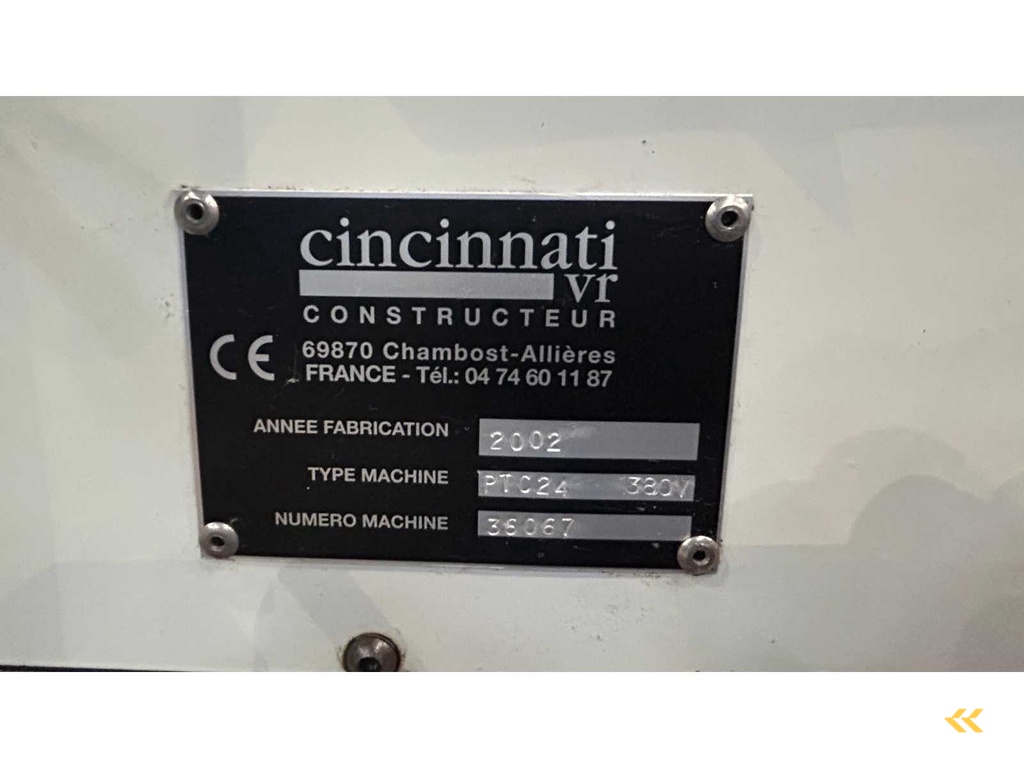 cincinnati
vr
CONSTRUCTEUR
CE
69870 Chambost-Allières
FRANCE - Tél.: 04 74 60 11 87
ANNEE FABRICATION 2002
TYPE MACHINE PTC24 380V
NUMERO MACHINE 36067